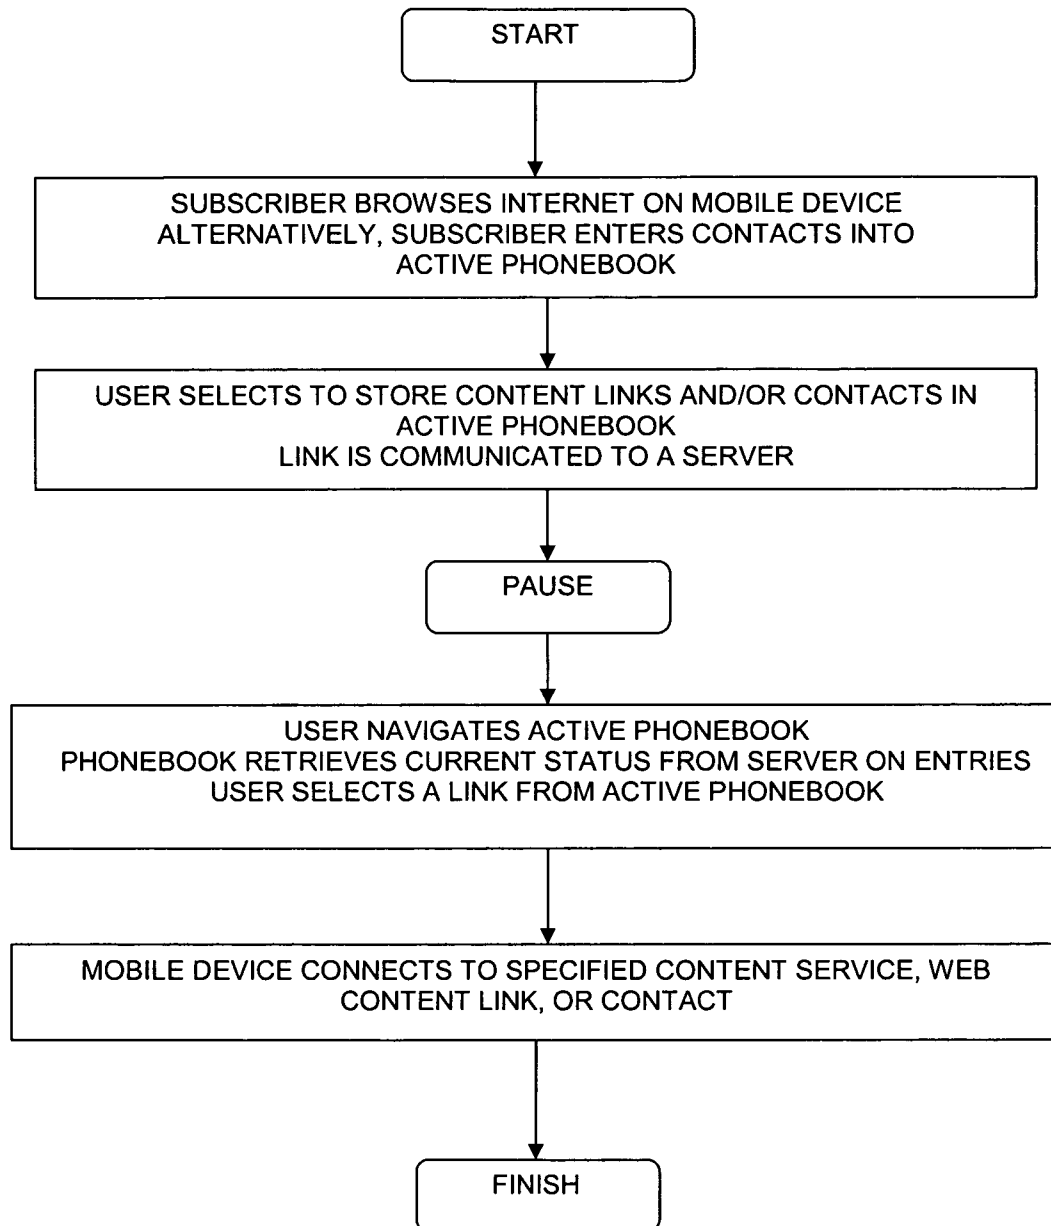 START
SUBSCRIBER BROWSES INTERNET ON MOBILE DEVICE
ALTERNATIVELY, SUBSCRIBER ENTERS CONTACTS INTO
ACTIVE PHONEBOOK
USER SELECTS TO STORE CONTENT LINKS AND/OR CONTACTS IN
ACTIVE PHONEBOOK
LINK IS COMMUNICATED TO A SERVER
PAUSE
USER NAVIGATES ACTIVE PHONEBOOK
PHONEBOOK RETRIEVES CURRENT STATUS FROM SERVER ON ENTRIES
USER SELECTS A LINK FROM ACTIVE PHONEBOOK
MOBILE DEVICE CONNECTS TO SPECIFIED CONTENT SERVICE, WEB
CONTENT LINK, OR CONTACT
FINISH